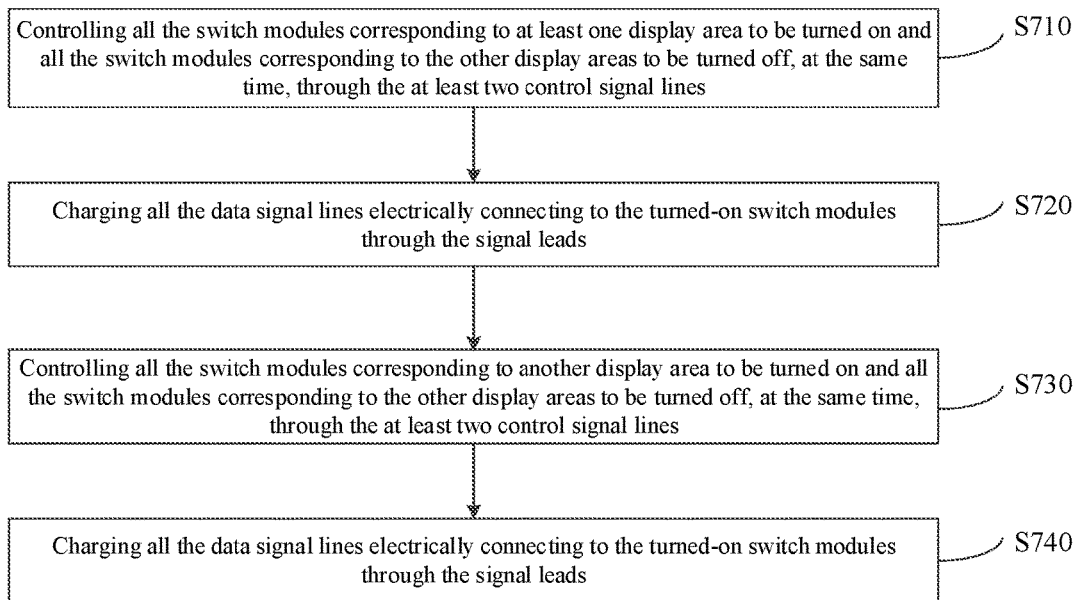 Controlling all the switch modules corresponding to at least one display area to be turned on and
all the switch modules corresponding to the other display areas to be turned off, at the same
time, through the at least two control signal lines
S710
Charging all the data signal lines electrically connecting to the turned-on switch modules
through the signal leads
S720
Controlling all the switch modules corresponding to another display area to be turned on and all
the switch modules corresponding to the other display areas to be turned off, at the same time,
through the at least two control signal lines
S730
Charging all the data signal lines electrically connecting to the turned-on switch modules
through the signal leads
S740